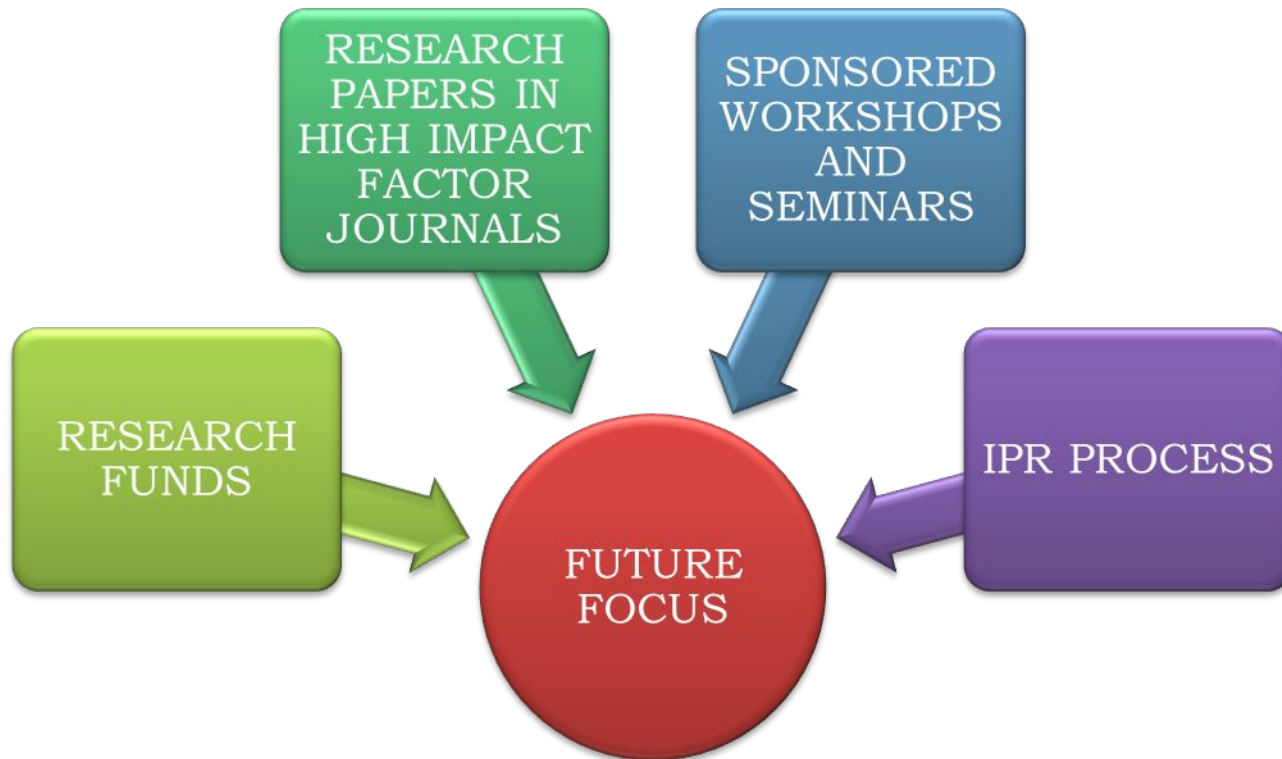 RESEARCH
PAPERS IN
HIGH IMPACT
FACTOR
JOURNALS
SPONSORED
WORKSHOPS
AND
SEMINARS
RESEARCH
FUNDS
IPR PROCESS
FUTURE
FOCUS